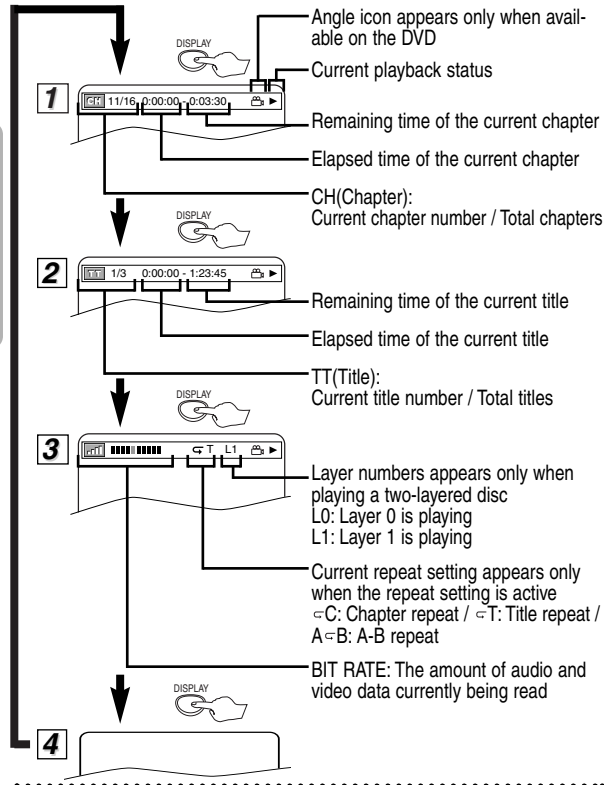 DISPLAY
Angle icon appears only when avail-
able on the DVD
Current playback status
1
CH 11/16 0:00:00 - 0:03:30
Remaining time of the current chapter
Elapsed time of the current chapter
CH(Chapter):
Current chapter number / Total chapters
DISPLAY
2
TT 1/3 0:00:00 - 1:23:45
Remaining time of the current title
Elapsed time of the current title
TT(Title):
Current title number / Total titles
DISPLAY
3
T L1
Layer numbers appears only when
playing a two-layered disc
L0: Layer 0 is playing
L1: Layer 1 is playing
Current repeat setting appears only
when the repeat setting is active
C: Chapter repeat / T: Title repeat /
A B: A-B repeat
BIT RATE: The amount of audio and
video data currently being read
DISPLAY
4